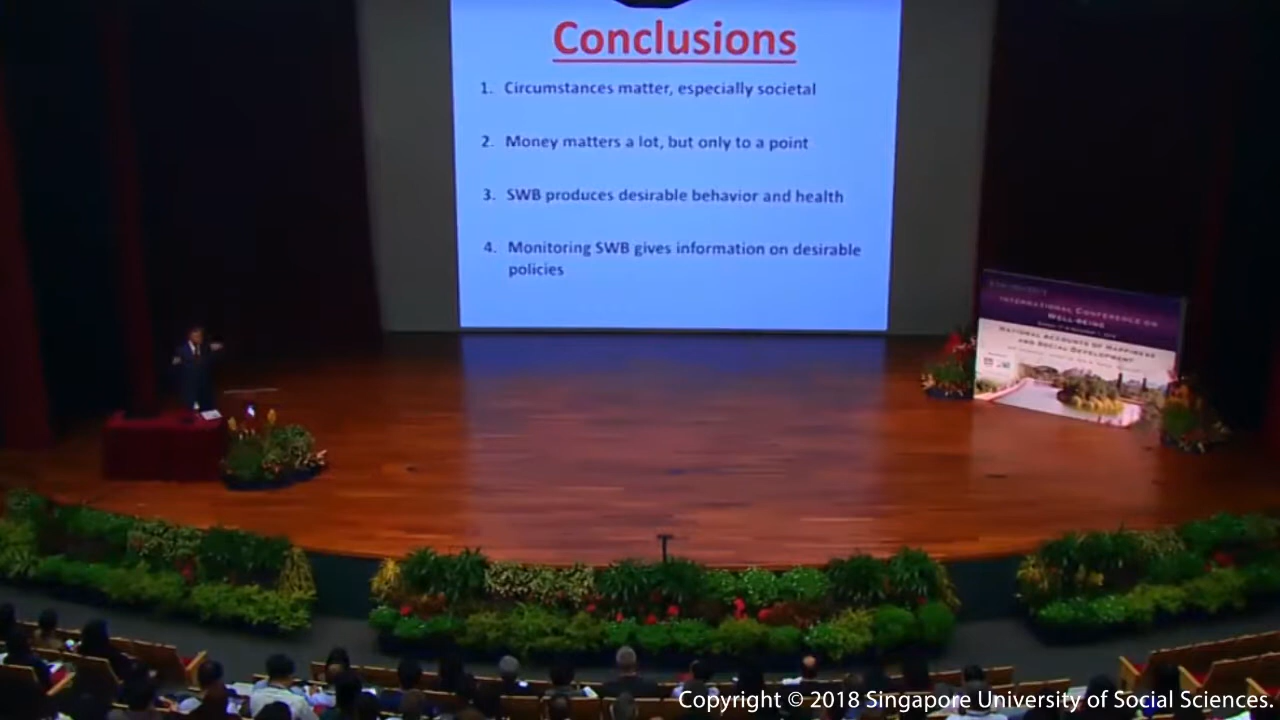 Conclusions
1. Circumstances matter, especially societal
2. Money matters a lot, but only to a point
3. SWB produces desirable behavior and health
4. Monitoring SWB gives information on desirable
policies
INTERNATIONAL CONFERENCE ON
WELL-BEING
NATIONAL ACCOUNTS OF HAPPINESS
AND SOCIAL DEVELOPMENT
Copyright © 2018 Singapore University of Social Sciences.